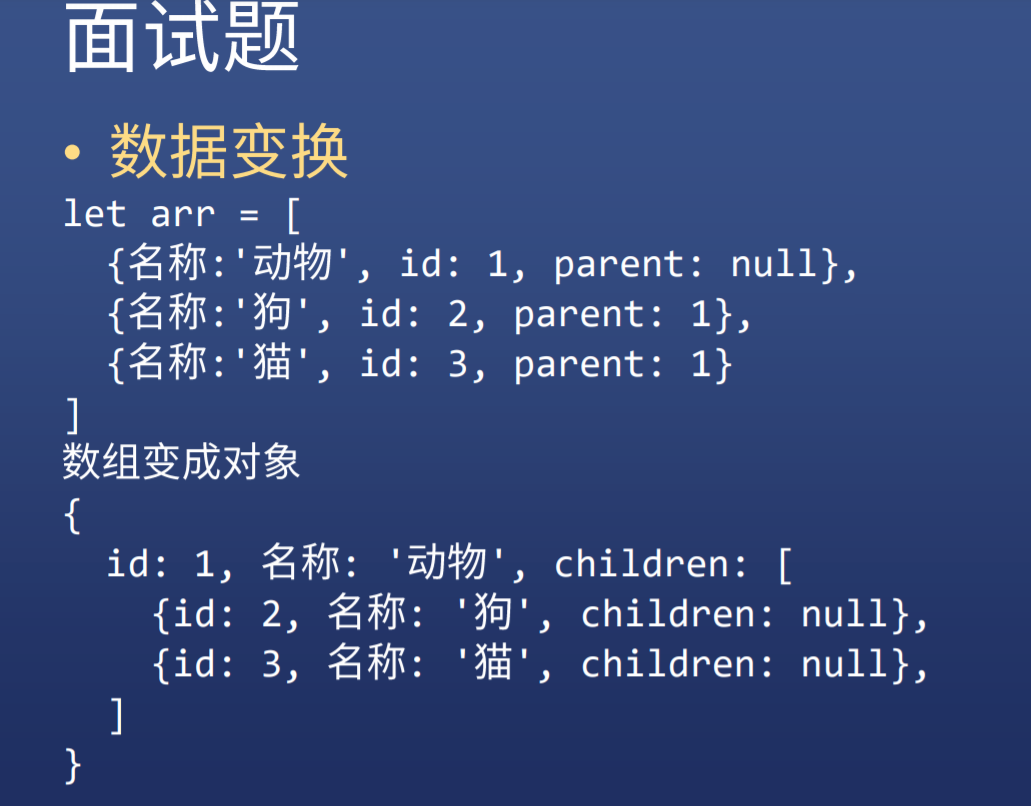 面试题
• 数据变换
let arr = [
  {名称:'动物', id: 1, parent: null},
  {名称:'狗', id: 2, parent: 1},
  {名称:'猫', id: 3, parent: 1}
]
数组变成对象
{
  id: 1, 名称: '动物', children: [
    {id: 2, 名称: '狗', children: null},
    {id: 3, 名称: '猫', children: null},
  ]
}